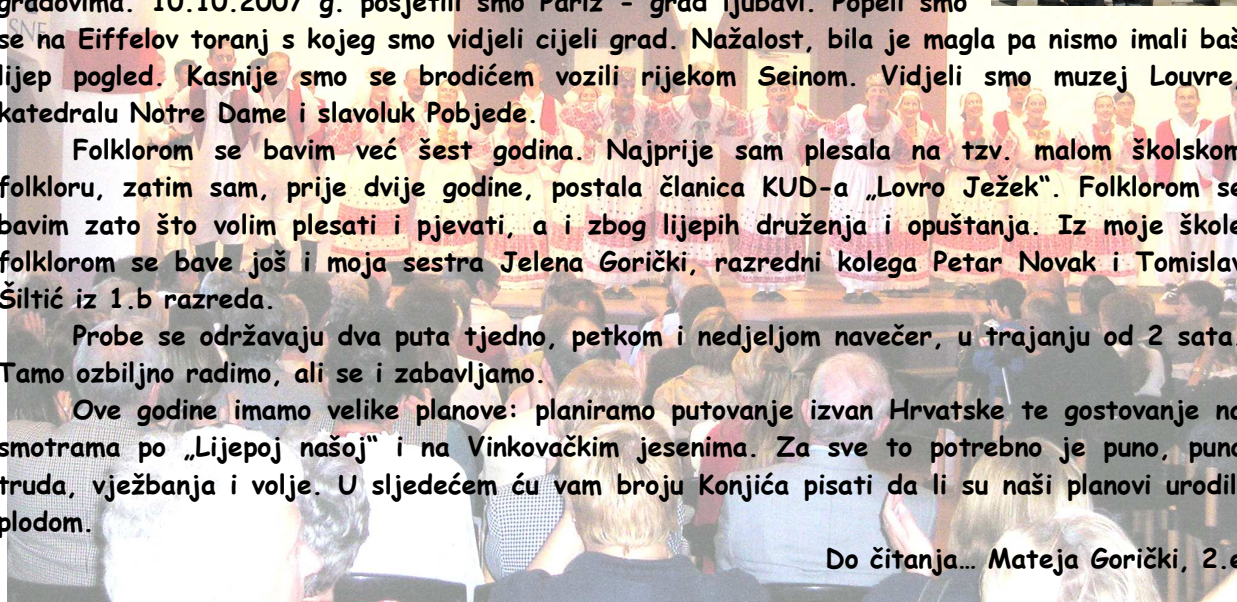 gradovima. 10.10.2007 g. posjetili smo Pariz - grad ljubavi. Popeli smo
se na Eiffelov toranj s kojeg smo vidjeli cijeli grad. Nažalost, bila je magla pa nismo imali baš
lijep pogled. Kasnije smo se brodićem vozili rijekom Seinom. Vidjeli smo muzej Louvre,
katedralu Notre Dame i slavoluk Pobjede.
Folklorom se bavim već šest godina. Najprije sam plesala na tzv. malom školskom
folkloru, zatim sam, prije dvije godine, postala članica KUD-a „Lovro Ježek“. Folklorom se
bavim zato što volim plesati i pjevati, a i zbog lijepih druženja i opuštanja. Iz moje škole
folklorom se bave još i moja sestra Jelena Gorički, razredni kolega Petar Novak i Tomislav
Šiltić iz 1.b razreda.
Probe se održavaju dva puta tjedno, petkom i nedjeljom navečer, u trajanju od 2 sata.
Tamo ozbiljno radimo, ali se i zabavljamo.
Ove godine imamo velike planove: planiramo putovanje izvan Hrvatske te gostovanje na
smotrama po „Lijepoj našoj“ i na Vinkovačkim jesenima. Za sve to potrebno je puno, puno
truda, vježbanja i volje. U sljedećem ću vam broju Konjića pisati da li su naši planovi urodil
plodom.
Do čitanja… Mateja Gorički, 2.e